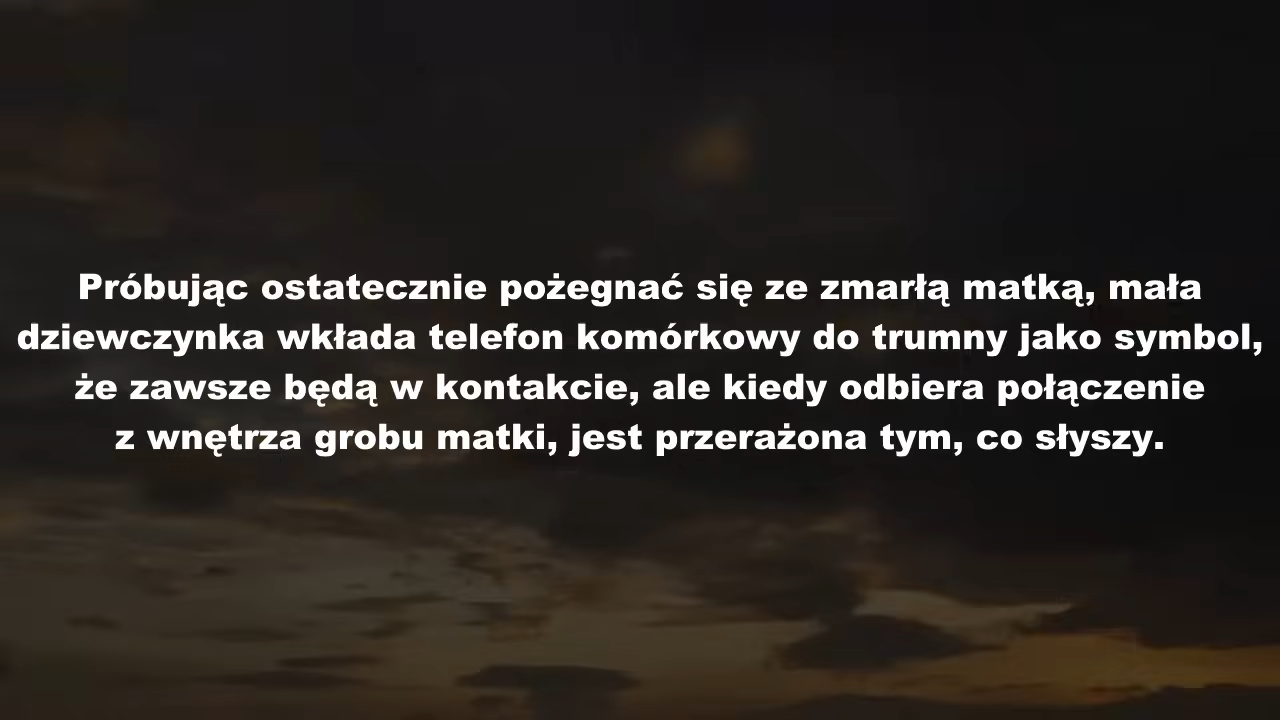 Próbując ostatecznie pożegnać się ze zmarłą matką, mała
dziewczynka wkłada telefon komórkowy do trumny jako symbol,
że zawsze będą w kontakcie, ale kiedy odbiera połączenie
z wnętrza grobu matki, jest przerażona tym, co słyszy.